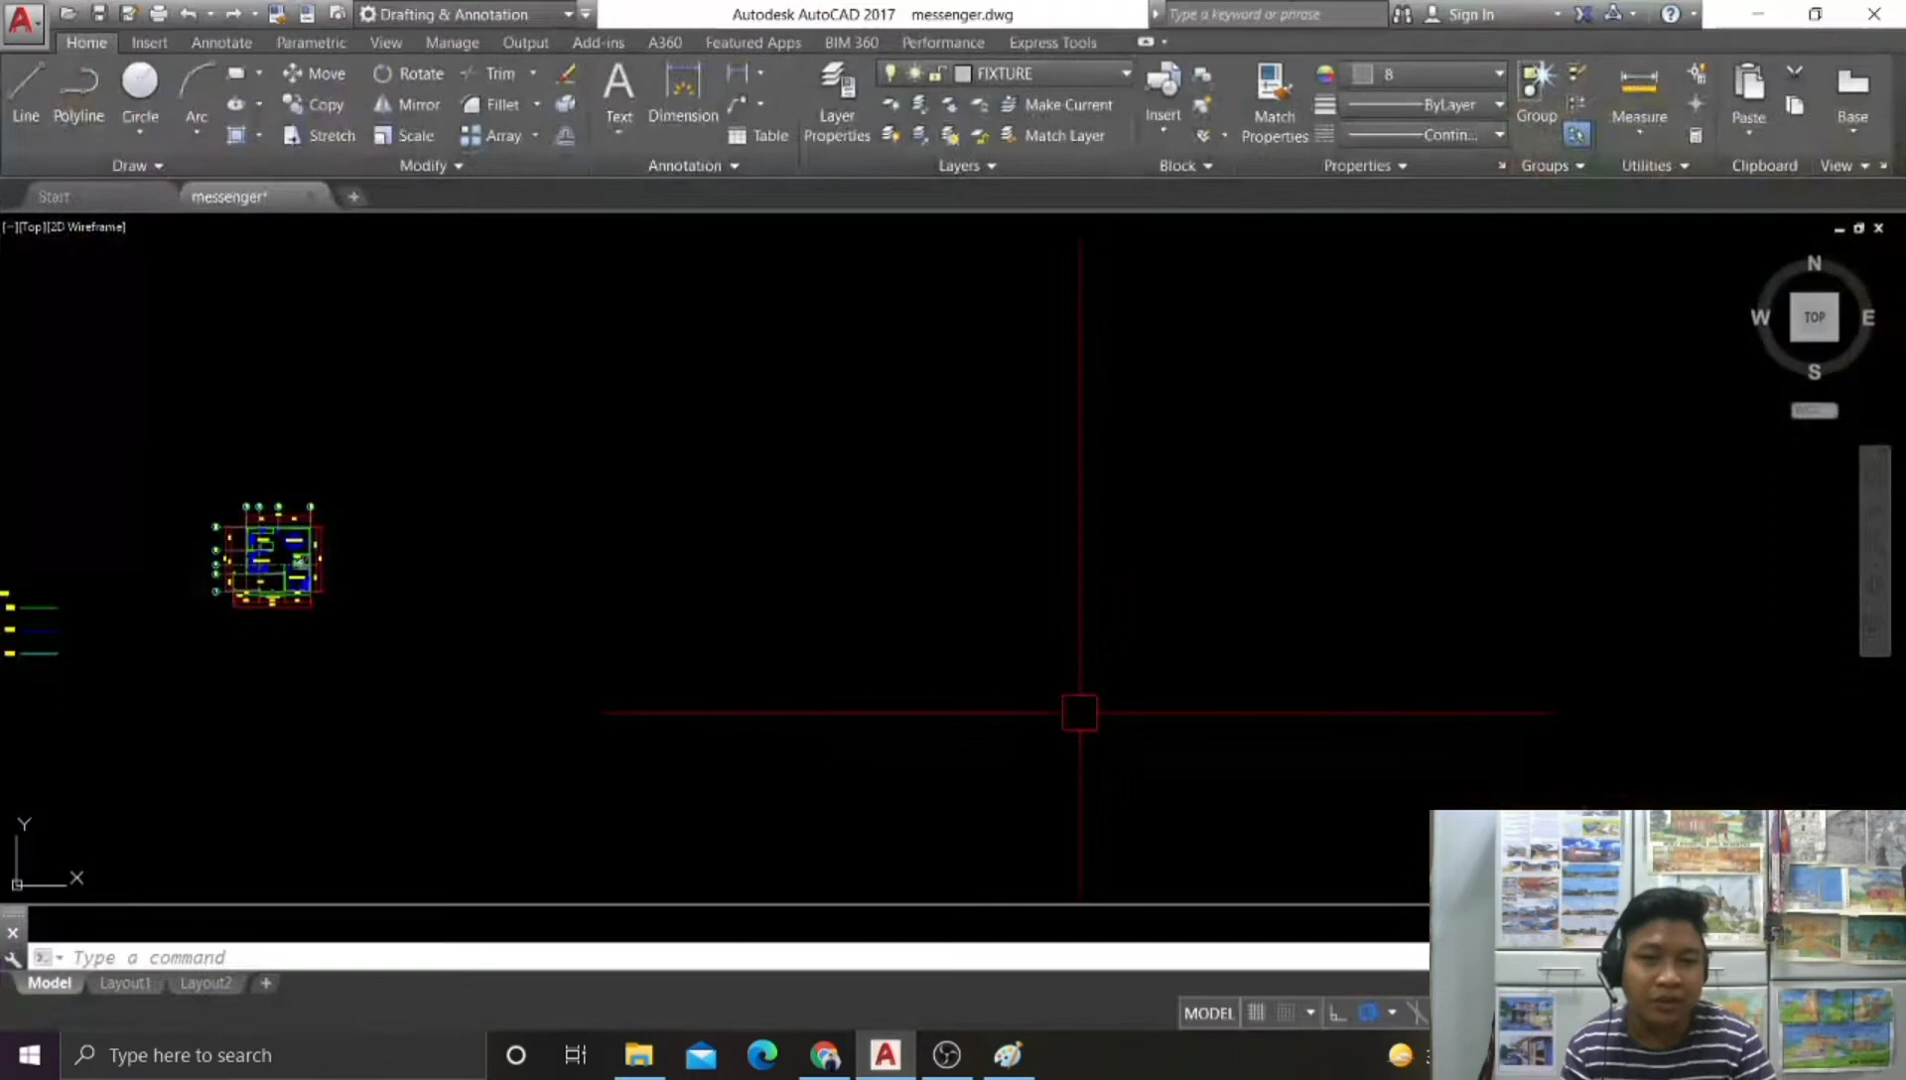 Drafting & Annotation
Autodesk AutoCAD 2017 messenger.dwg
Type a keyword or phrase
Sign In
Home Insert Annotate Parametric View Manage Output Add-ins A360 Featured Apps BIM 360 Performance Express Tools
Line Polyline Circle Arc
Move Rotate Trim
Copy Mirror Fillet
Stretch Scale Array
Text Dimension Table
Layer Properties
FIXTURE
Make Current
Match Layer
Insert
Match Properties
8
ByLayer
Contin...
Group
Measure
Paste
Base
Draw Modify Annotation Layers Block Properties Groups Utilities Clipboard View
Start messenger*
[−][Top][2D Wireframe]
N
W TOP E
S
Y
X
Type a command
Model Layout1 Layout2
MODEL
Type here to search